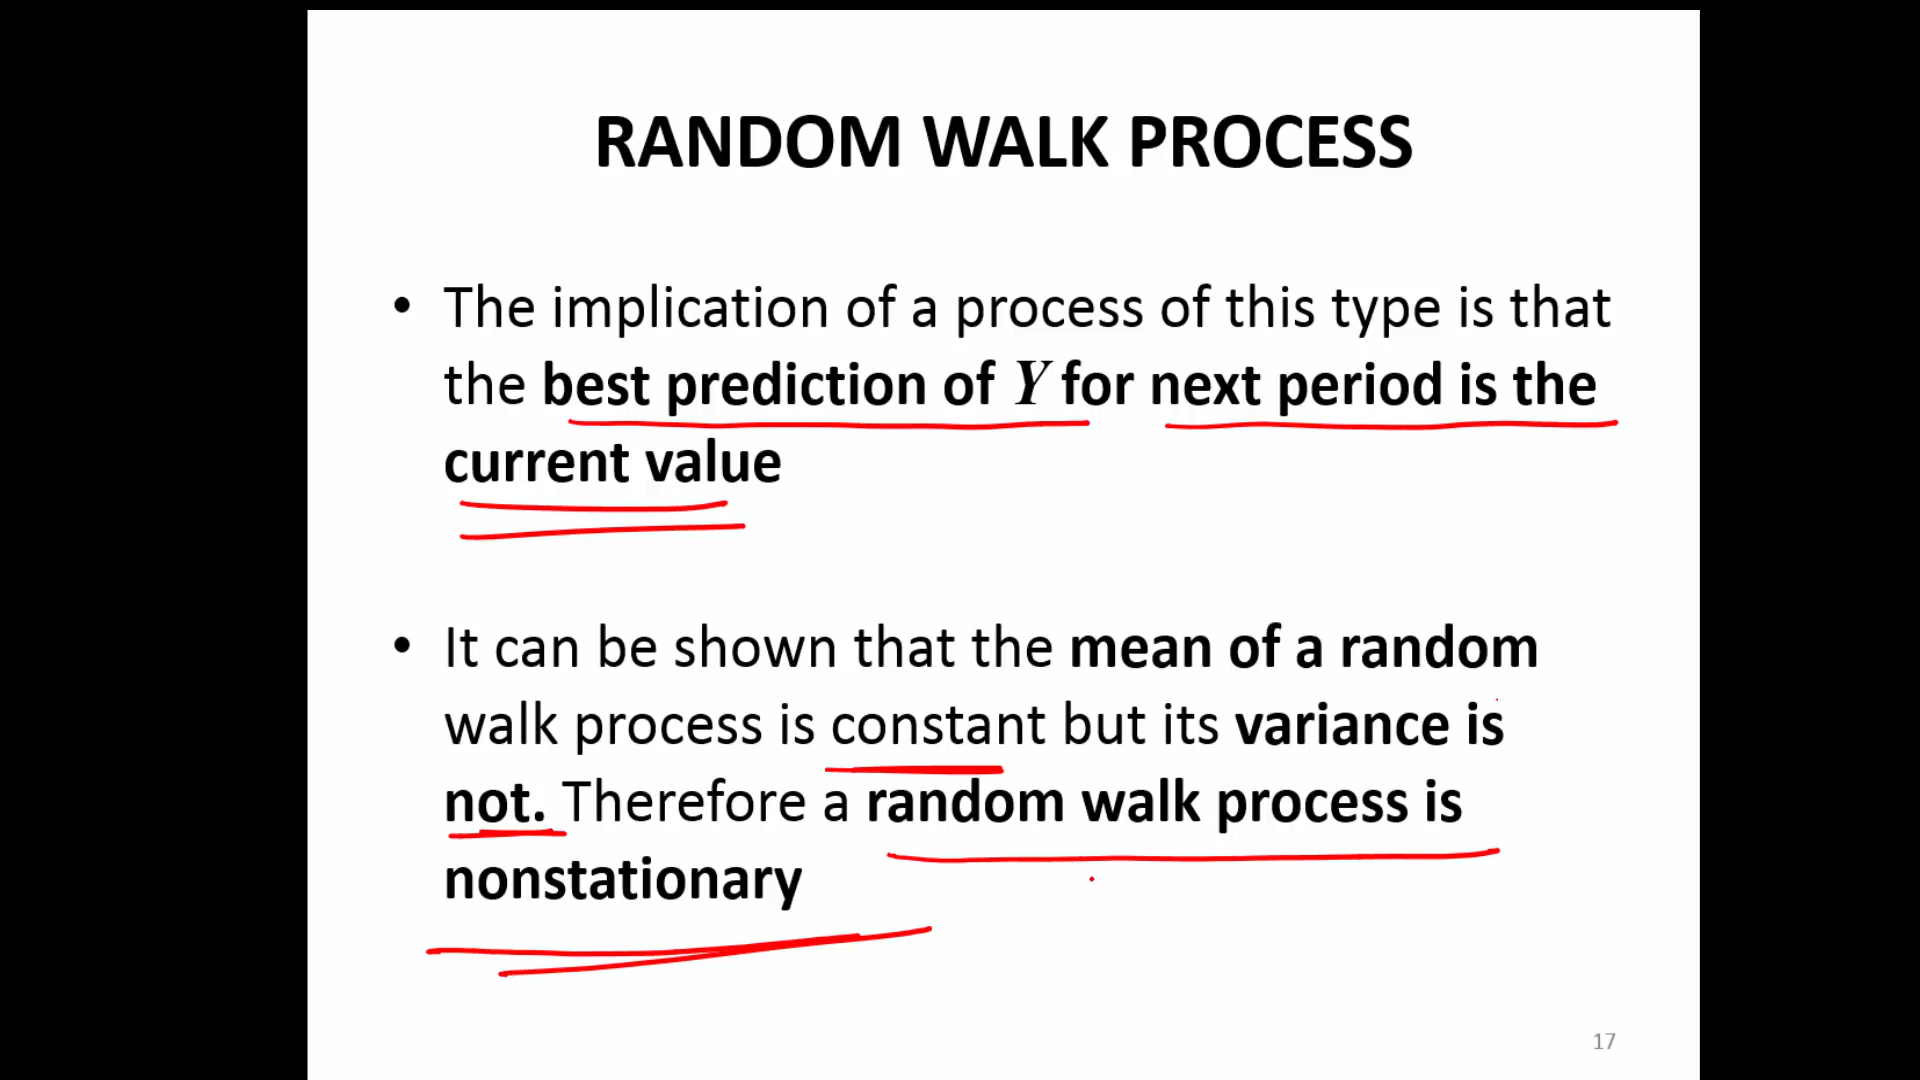 RANDOM WALK PROCESS
• The implication of a process of this type is that
the best prediction of Y for next period is the
current value
• It can be shown that the mean of a random
walk process is constant but its variance is
not. Therefore a random walk process is
nonstationary
17